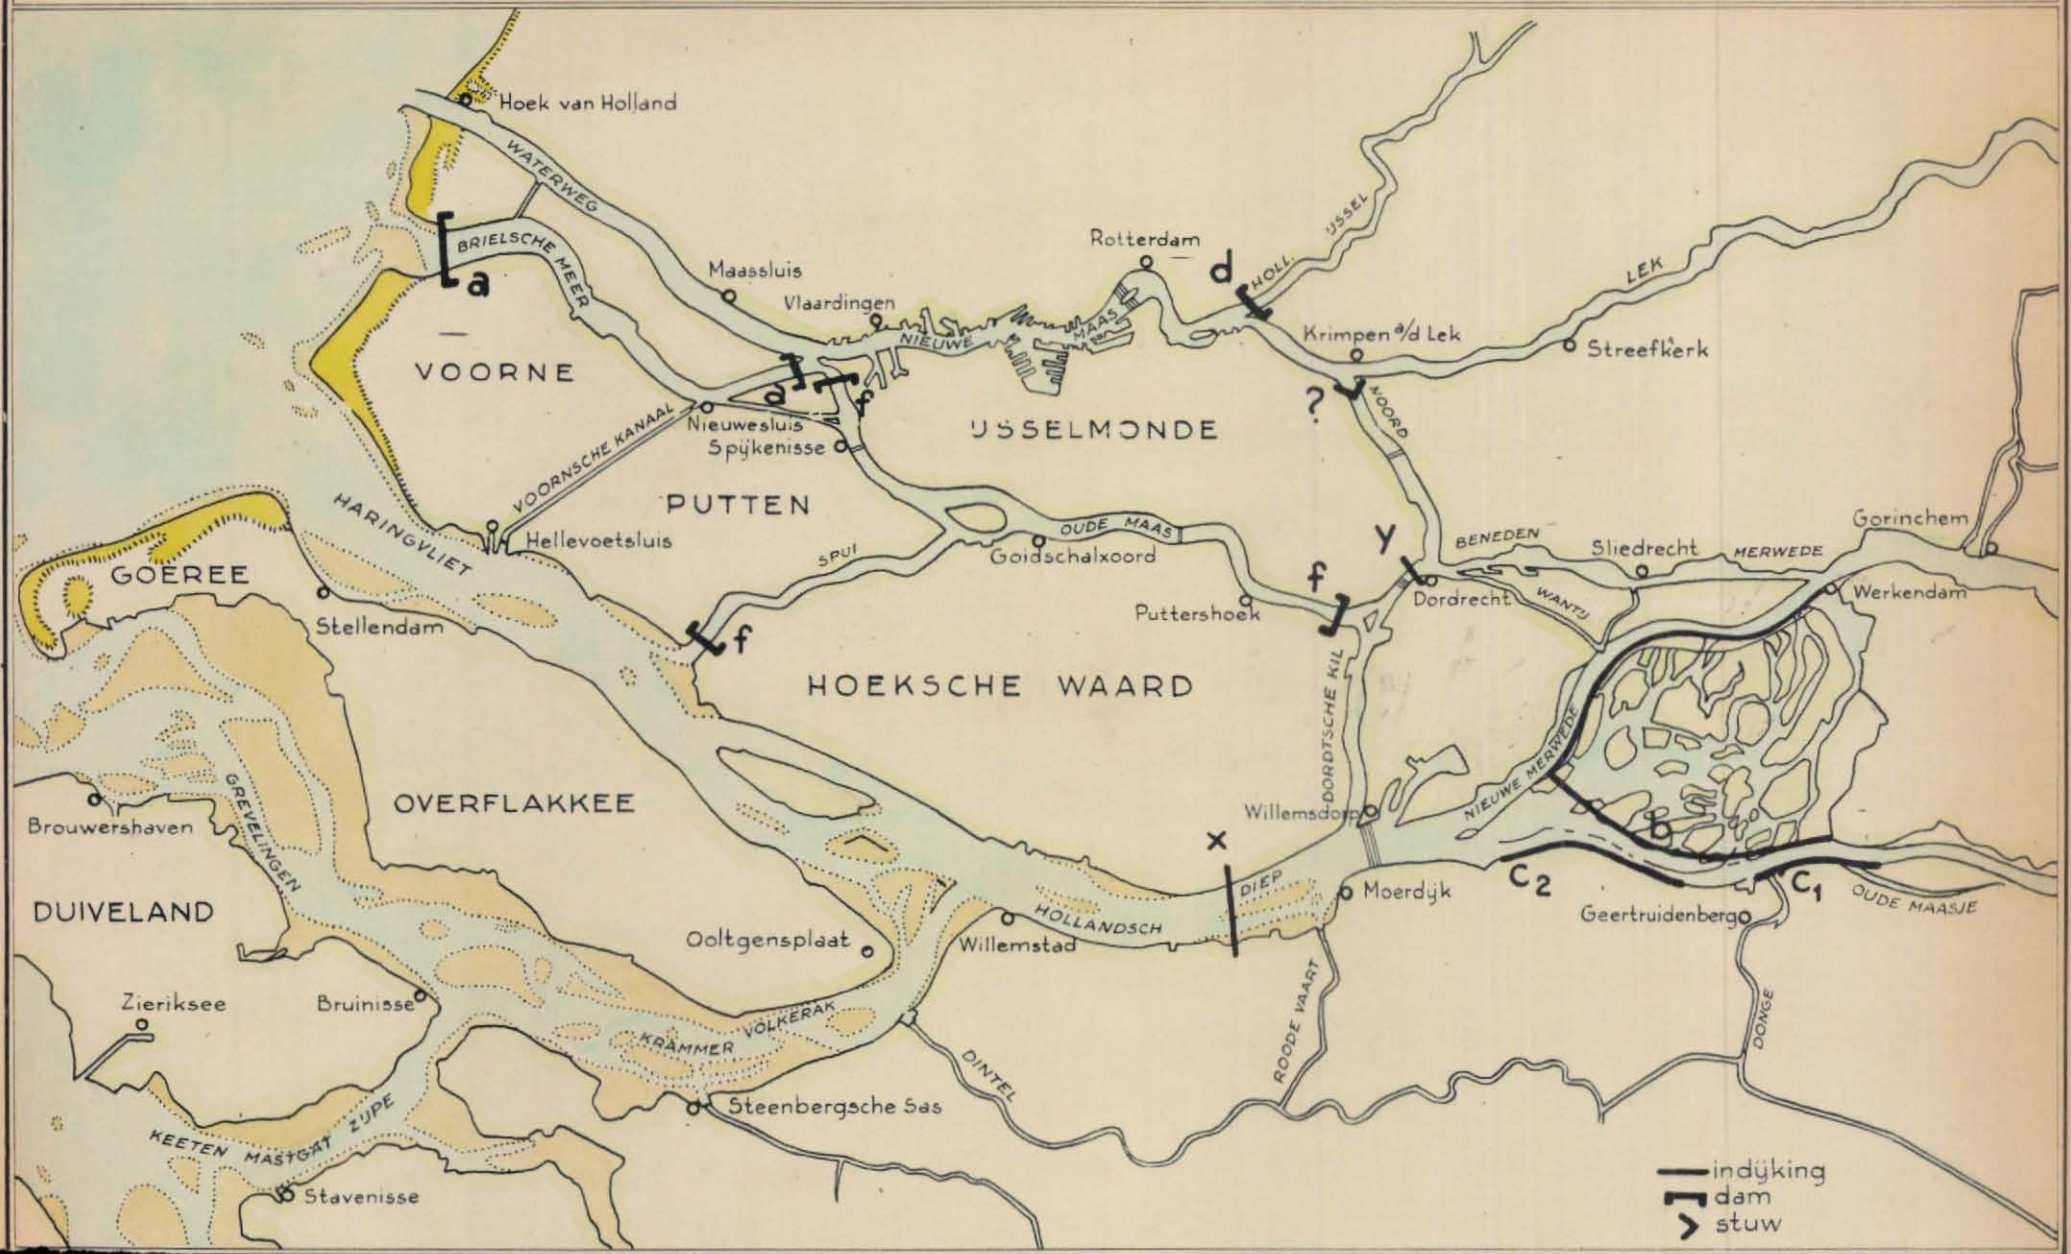 Hoek van Holland
WATERWEG
BRIELSCHE MEER
a
VOORNE
Maassluis
Vlaardingen
NIEUWE
MAAS
Rotterdam
d
HOLL.
IJSSEL
LEK
Krimpen a/d Lek
Streefkerk
?
NOORD
a
f
Nieuwesluis
Spijkenisse
VOORNSCHE KANAAL
IJSSELMONDE
PUTTEN
HARINGVLIET
Hellevoetsluis
SPUI
OUDE MAAS
Goidschalxoord
Y
BENEDEN
MERWEDE
Sliedrecht
Gorinchem
GOEREE
Stellendam
f
Puttershoek
f
Dordrecht
WANTIJ
Werkendam
HOEKSCHE WAARD
DORDTSCHE KIL
NIEUWE MERWEDE
Brouwershaven
GREVELINGEN
OVERFLAKKEE
Willemsdorp
x
b
DIEP
Moerdijk
C2
C1
OUDE MAASJE
Geertruidenberg
DUIVELAND
HOLLANDSCH
Ooltgensplaat
Willemstad
Zieriksee
Bruinisse
KRAMMER
VOLKERAK
DINTEL
ROODE VAART
DONGE
Steenbergsche Sas
KEETEN MASTGAT ZIJPE
Stavenisse
indijking
dam
stuw